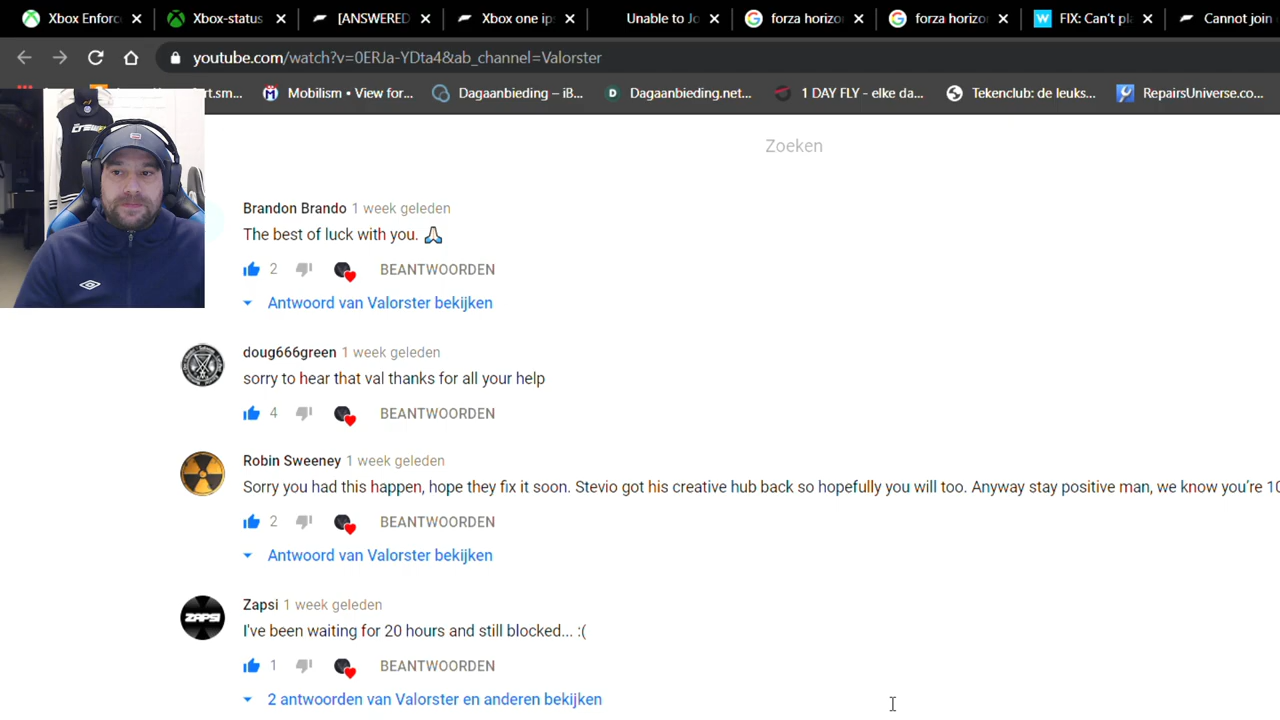 Xbox Enforc
Xbox-status
[ANSWERED
Xbox one ip
Unable to Jo
forza horizo
forza horizo
FIX: Can't pl
Cannot join
youtube.com/watch?v=0ERJa-YDta4&ab_channel=Valorster
rt.sm...
Mobilism • View for...
Dagaanbieding – iB...
Dagaanbieding.net...
1 DAY FLY - elke da...
Tekenclub: de leuks...
RepairsUniverse.co...
Zoeken
Brandon Brando 1 week geleden
The best of luck with you. 🙏
2 BEANTWOORDEN
Antwoord van Valorster bekijken
doug666green 1 week geleden
sorry to hear that val thanks for all your help
4 BEANTWOORDEN
Robin Sweeney 1 week geleden
Sorry you had this happen, hope they fix it soon. Stevio got his creative hub back so hopefully you will too. Anyway stay positive man, we know you're 10
2 BEANTWOORDEN
Antwoord van Valorster bekijken
ZAPSI
Zapsi 1 week geleden
I've been waiting for 20 hours and still blocked... :(
1 BEANTWOORDEN
2 antwoorden van Valorster en anderen bekijken